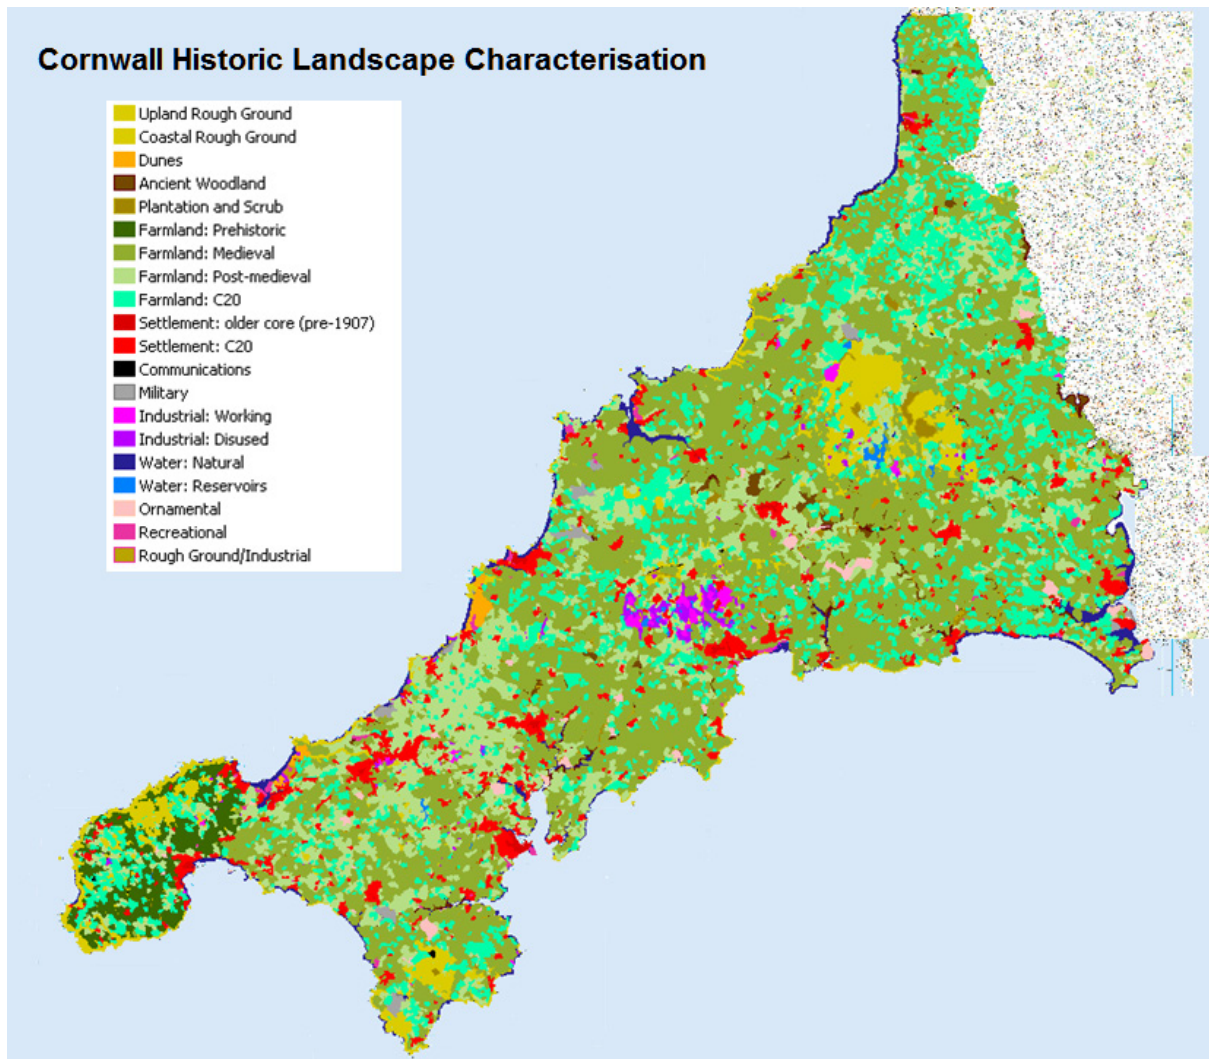 Cornwall Historic Landscape Characterisation
Upland Rough Ground
Coastal Rough Ground
Dunes
Ancient Woodland
Plantation and Scrub
Farmland: Prehistoric
Farmland: Medieval
Farmland: Post-medieval
Farmland: C20
Settlement: older core (pre-1907)
Settlement: C20
Communications
Military
Industrial: Working
Industrial: Disused
Water: Natural
Water: Reservoirs
Ornamental
Recreational
Rough Ground/Industrial